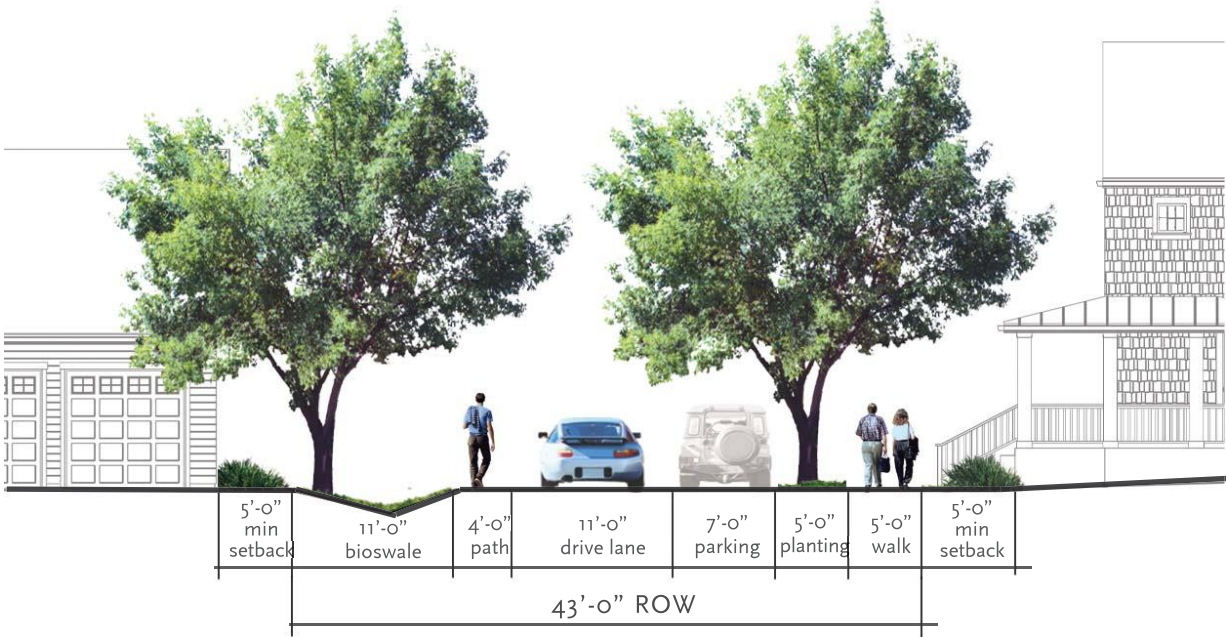 5'-0"
min
setback
11'-0"
bioswale
4'-0"
path
11'-0"
drive lane
7'-0"
parking
5'-0"
planting
5'-0"
walk
5'-0"
min
setback
43'-0" ROW